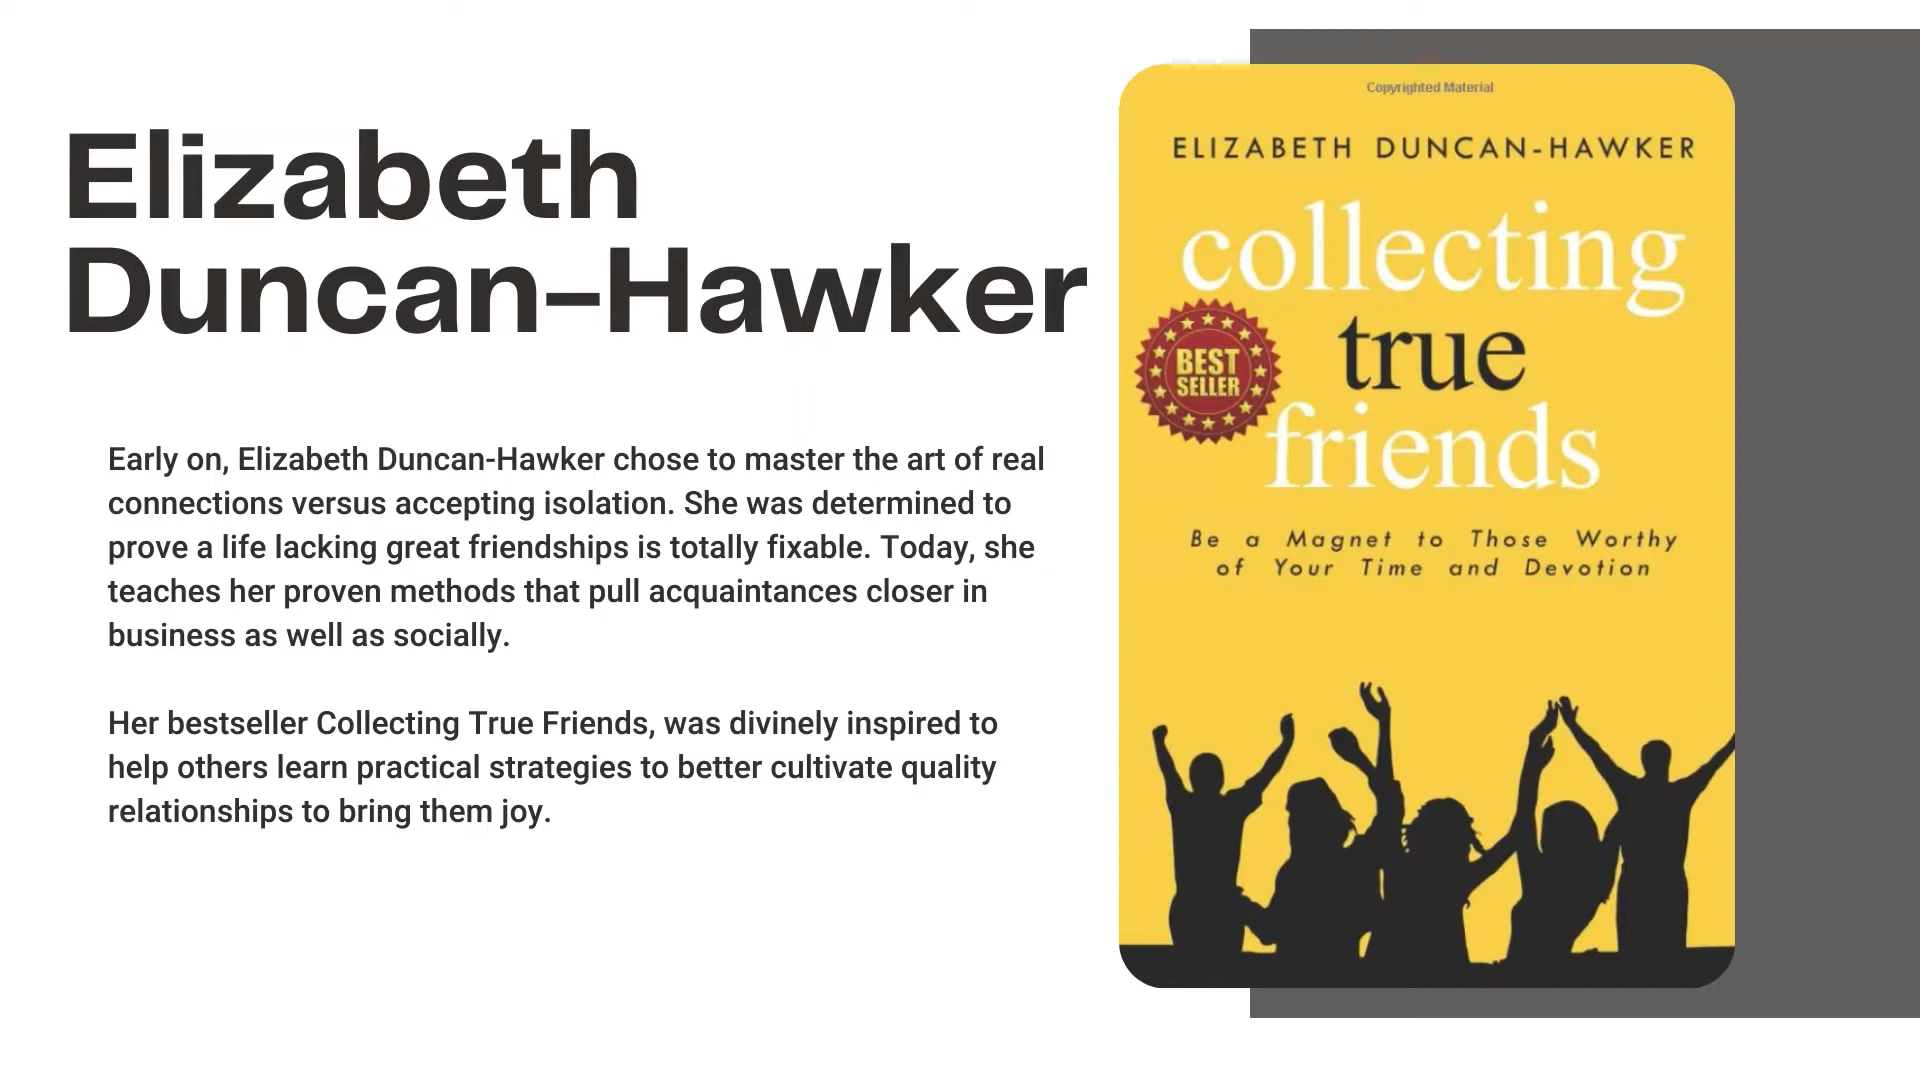 Elizabeth
Duncan-Hawker
Early on, Elizabeth Duncan-Hawker chose to master the art of real
connections versus accepting isolation. She was determined to
prove a life lacking great friendships is totally fixable. Today, she
teaches her proven methods that pull acquaintances closer in
business as well as socially.
Her bestseller Collecting True Friends, was divinely inspired to
help others learn practical strategies to better cultivate quality
relationships to bring them joy.
Copyrighted Material
ELIZABETH DUNCAN-HAWKER
collecting
true
friends
BEST
SELLER
Be a Magnet to Those Worthy
of Your Time and Devotion